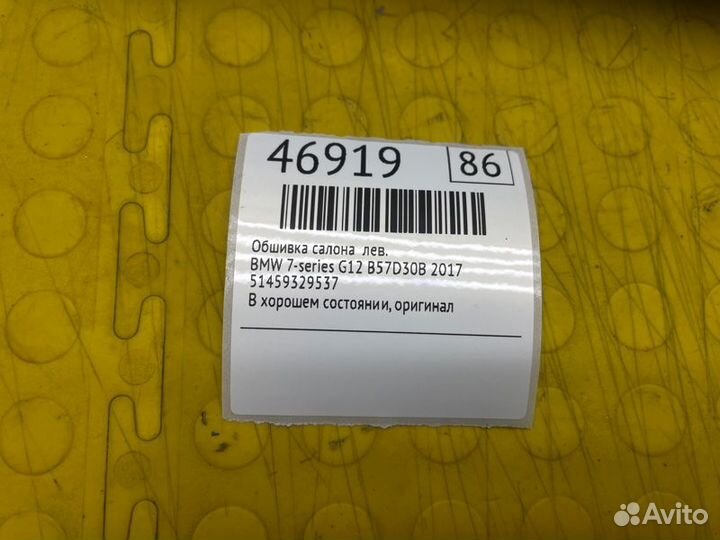 46919 86
Обшивка салона лев.
BMW 7-series G12 B57D30B 2017
51459329537
В хорошем состоянии, оригинал
Avito